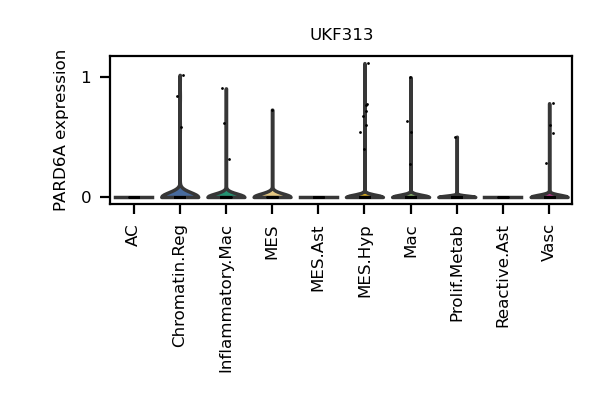 UKF313
PARD6A expression
1
0
AC
Chromatin.Reg
Inflammatory.Mac
MES
MES.Ast
MES.Hyp
Mac
Prolif.Metab
Reactive.Ast
Vasc